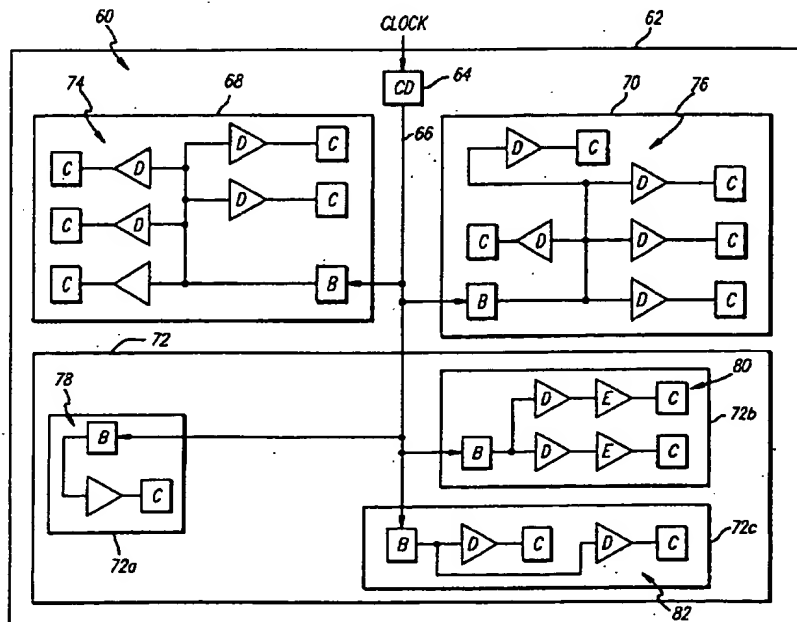 60 CLOCK 62
CD 64
74 68 66 70 76
D C
C D D C D C
C D D C C D D C
C B B D C
72
78 80
B D E C 72b
B D E C
C
72a B D C D C 72c
82